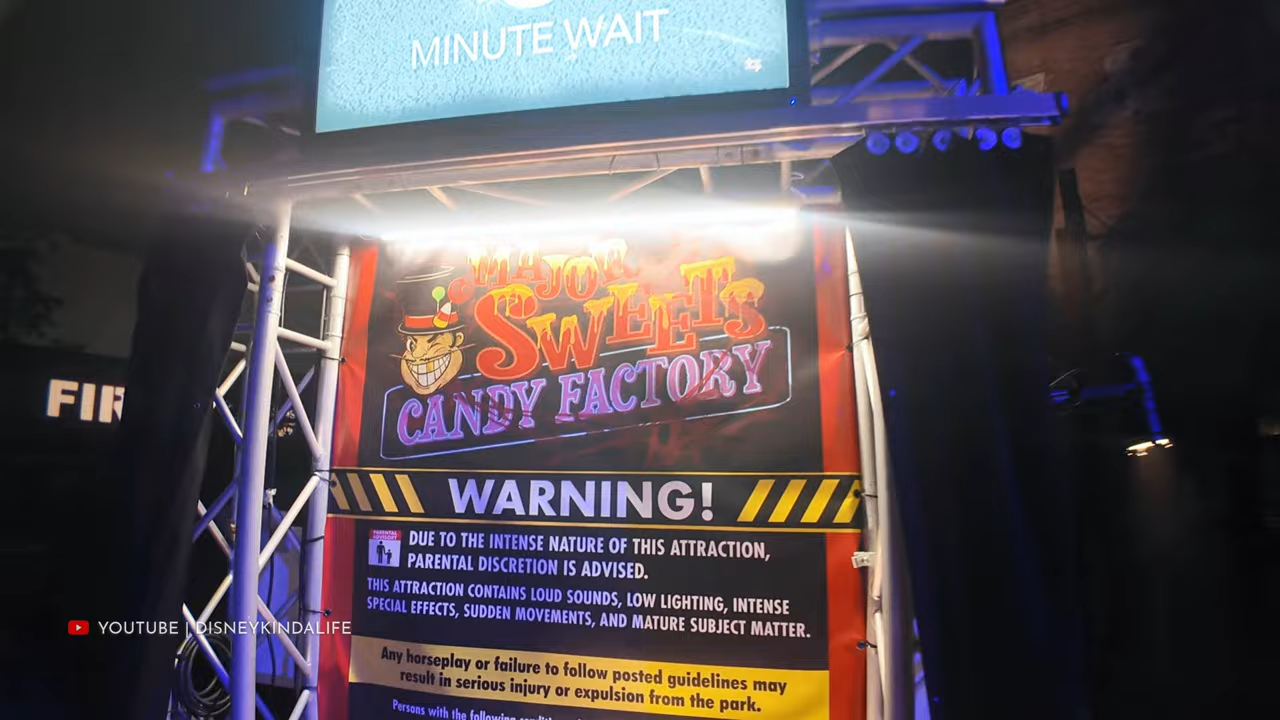 MINUTE WAIT
MAJOR
SWEETS
CANDY FACTORY
FIR
WARNING!
PARENTAL
ADVISORY
DUE TO THE INTENSE NATURE OF THIS ATTRACTION,
PARENTAL DISCRETION IS ADVISED.
THIS ATTRACTION CONTAINS LOUD SOUNDS, LOW LIGHTING, INTENSE
SPECIAL EFFECTS, SUDDEN MOVEMENTS, AND MATURE SUBJECT MATTER.
YOUTUBE | DISNEYKINDALIFE
Any horseplay or failure to follow posted guidelines may
result in serious injury or expulsion from the park.
Persons with the following